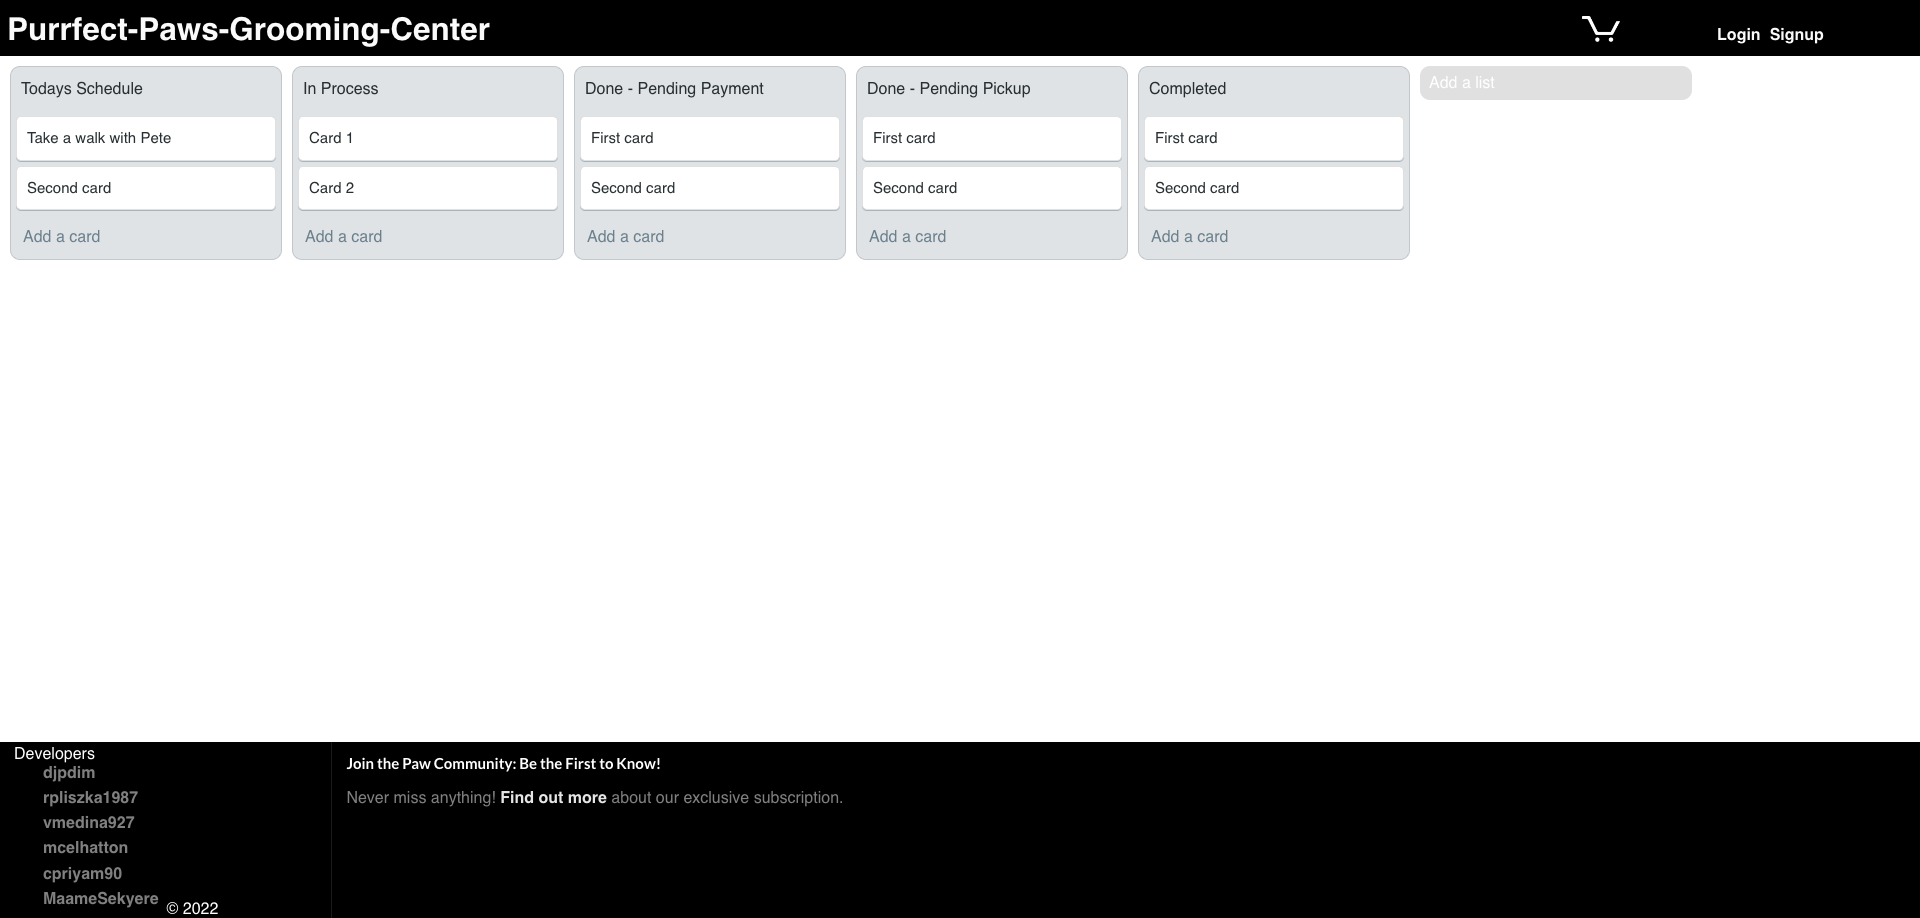 Purrfect-Paws-Grooming-Center
Login Signup
Todays Schedule
Take a walk with Pete
Second card
Add a card
In Process
Card 1
Card 2
Add a card
Done - Pending Payment
First card
Second card
Add a card
Done - Pending Pickup
First card
Second card
Add a card
Completed
First card
Second card
Add a card
Add a list
Developers
djpdim
rpliszka1987
vmedina927
mcelhatton
cpriyam90
MaameSekyere
© 2022
Join the Paw Community: Be the First to Know!
Never miss anything! Find out more about our exclusive subscription.